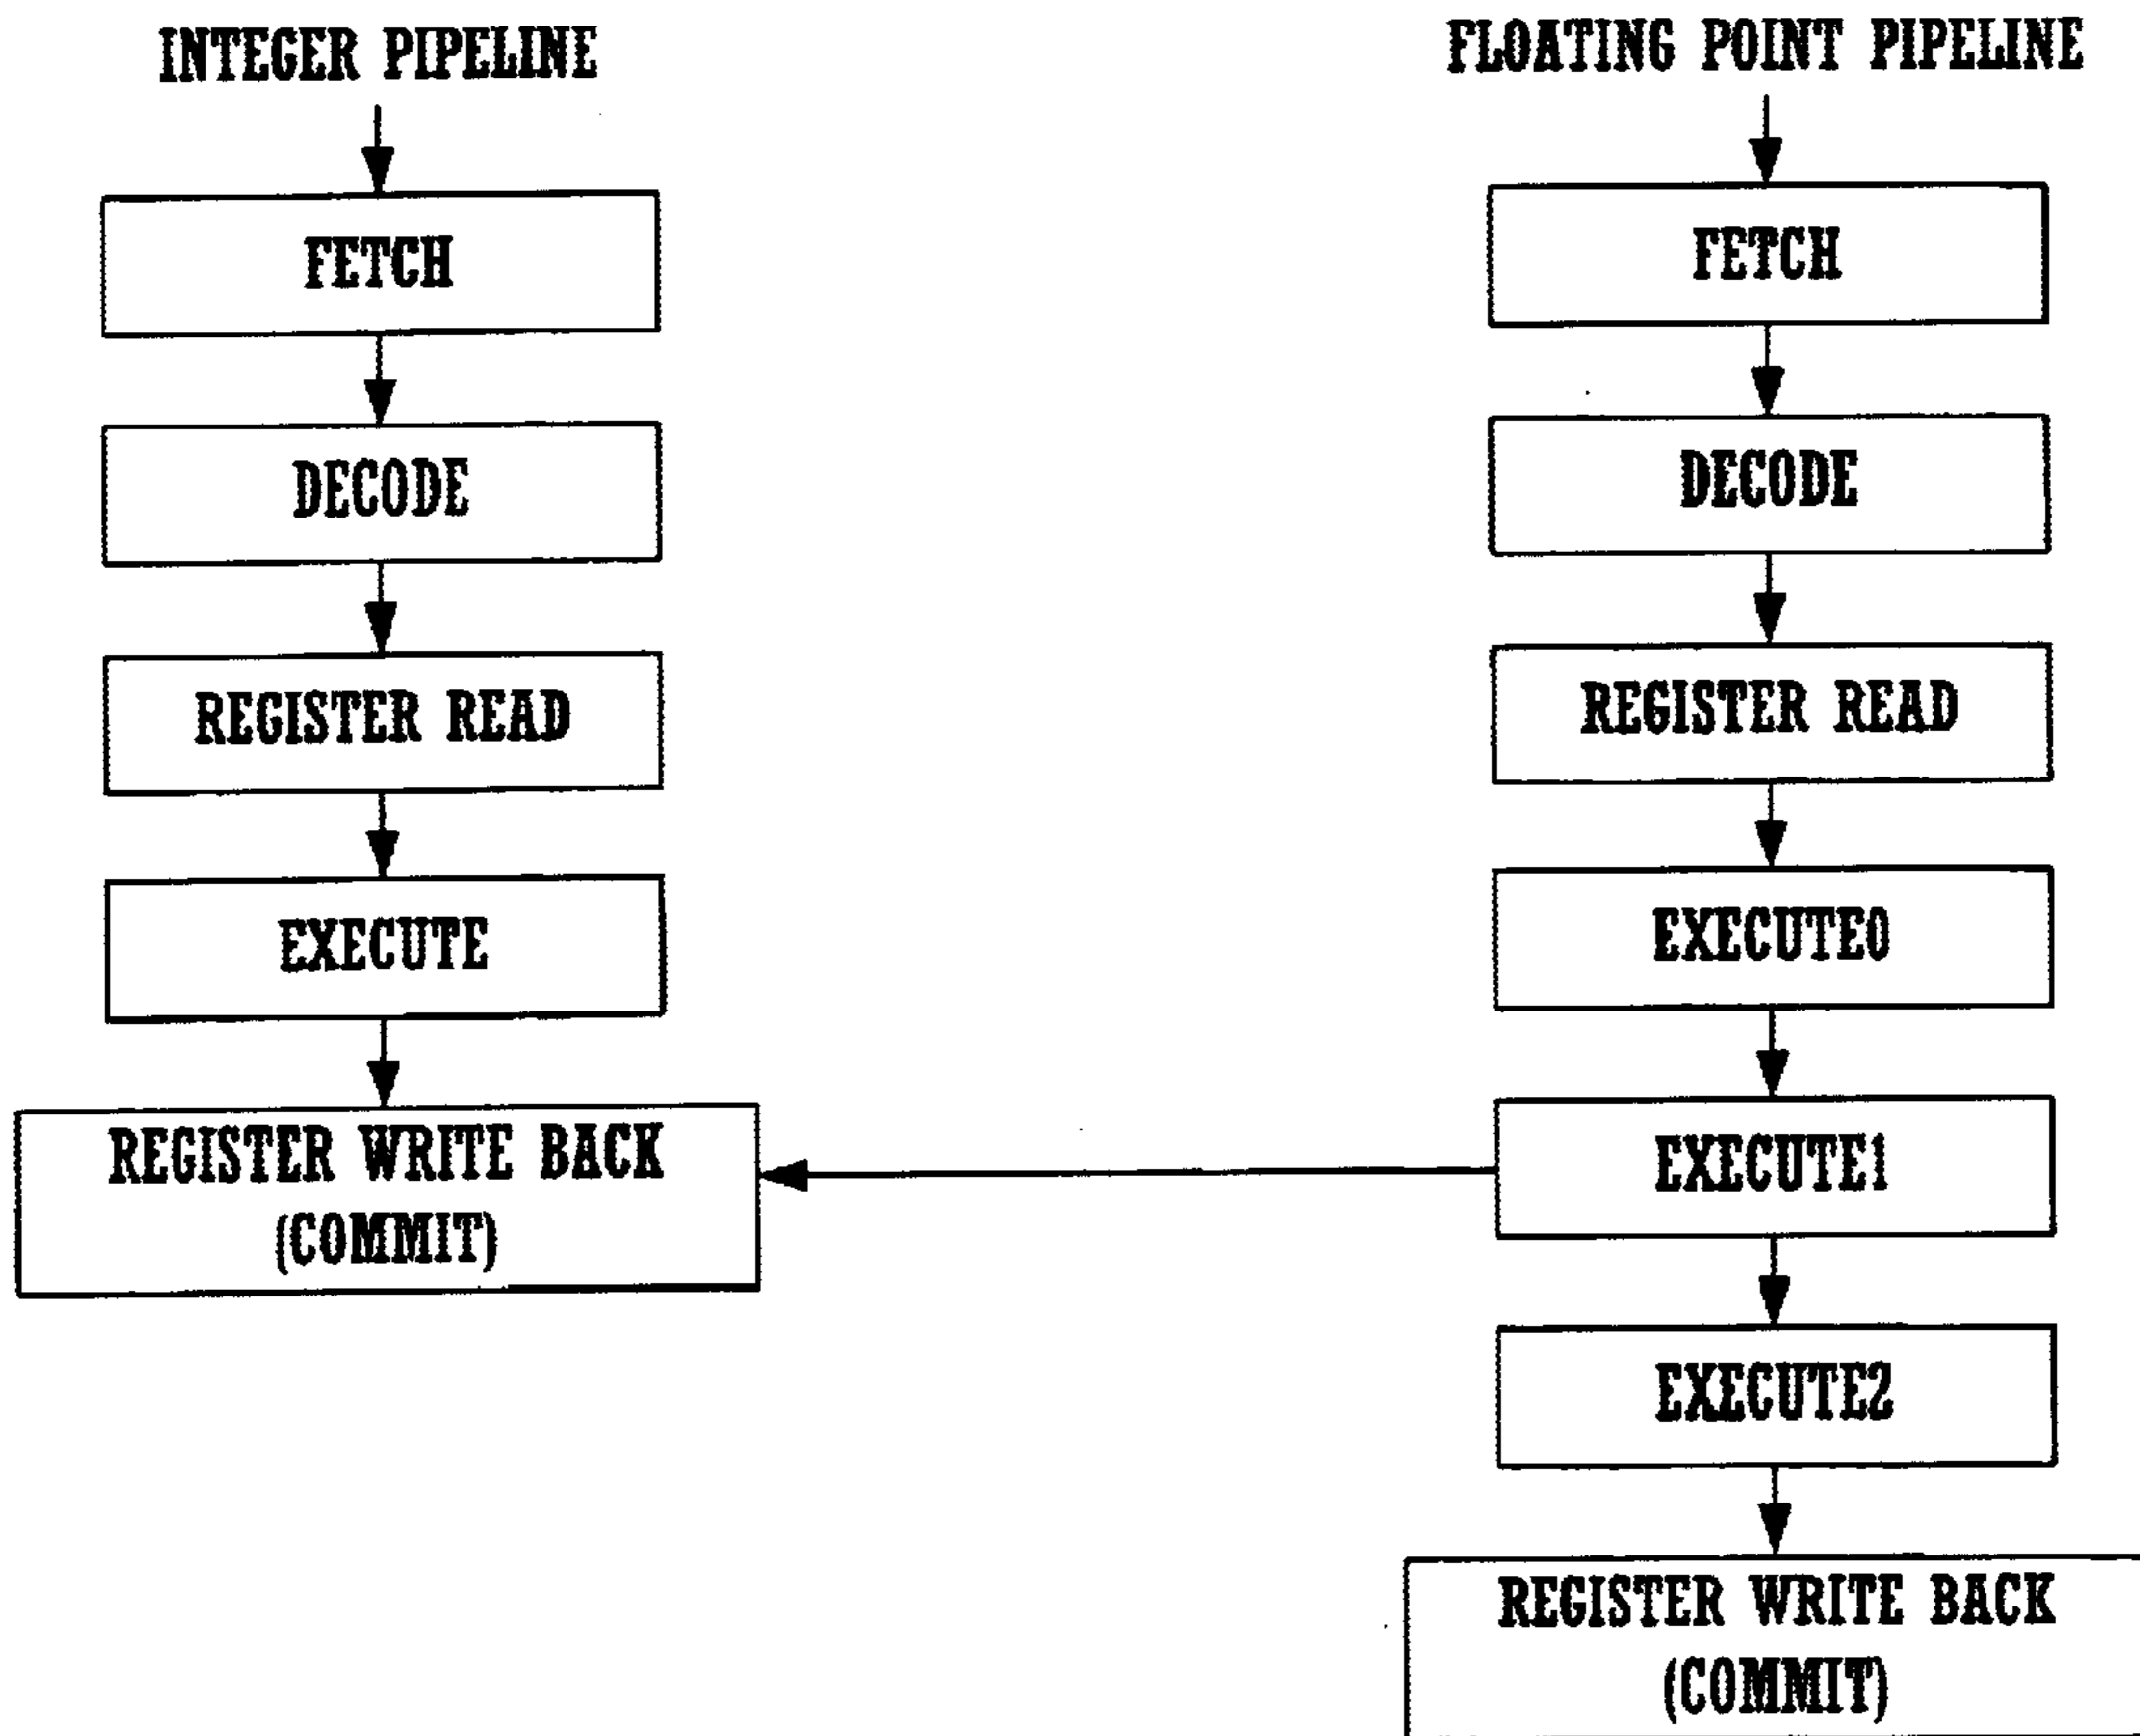 INTEGER PIPELINE
FETCH
DECODE
REGISTER READ
EXECUTE
REGISTER WRITE BACK
(COMMIT)
FLOATING POINT PIPELINE
FETCH
DECODE
REGISTER READ
EXECUTE0
EXECUTE1
EXECUTE2
REGISTER WRITE BACK
(COMMIT)